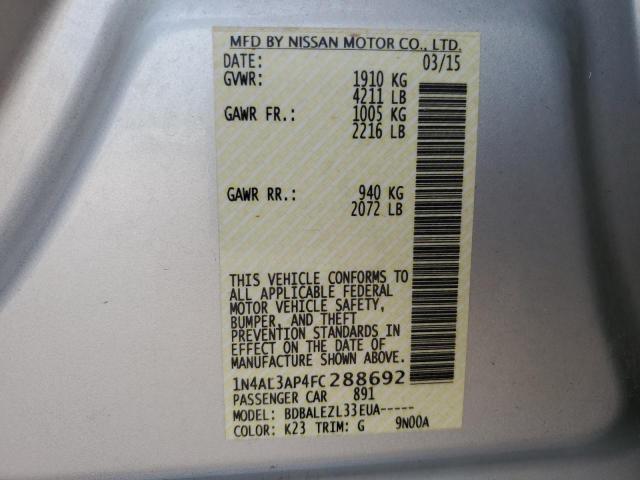 MFD BY NISSAN MOTOR CO., LTD.
DATE: 03/15
GVWR: 1910 KG
4211 LB
GAWR FR.: 1005 KG
2216 LB
GAWR RR.: 940 KG
2072 LB
THIS VEHICLE CONFORMS TO
ALL APPLICABLE FEDERAL
MOTOR VEHICLE SAFETY,
BUMPER, AND THEFT
PREVENTION STANDARDS IN
EFFECT ON THE DATE OF
MANUFACTURE SHOWN ABOVE.
1N4AL3AP4FC288692
PASSENGER CAR 891
MODEL: BDBALEZL33EUA-----
COLOR: K23 TRIM: G 9N00A